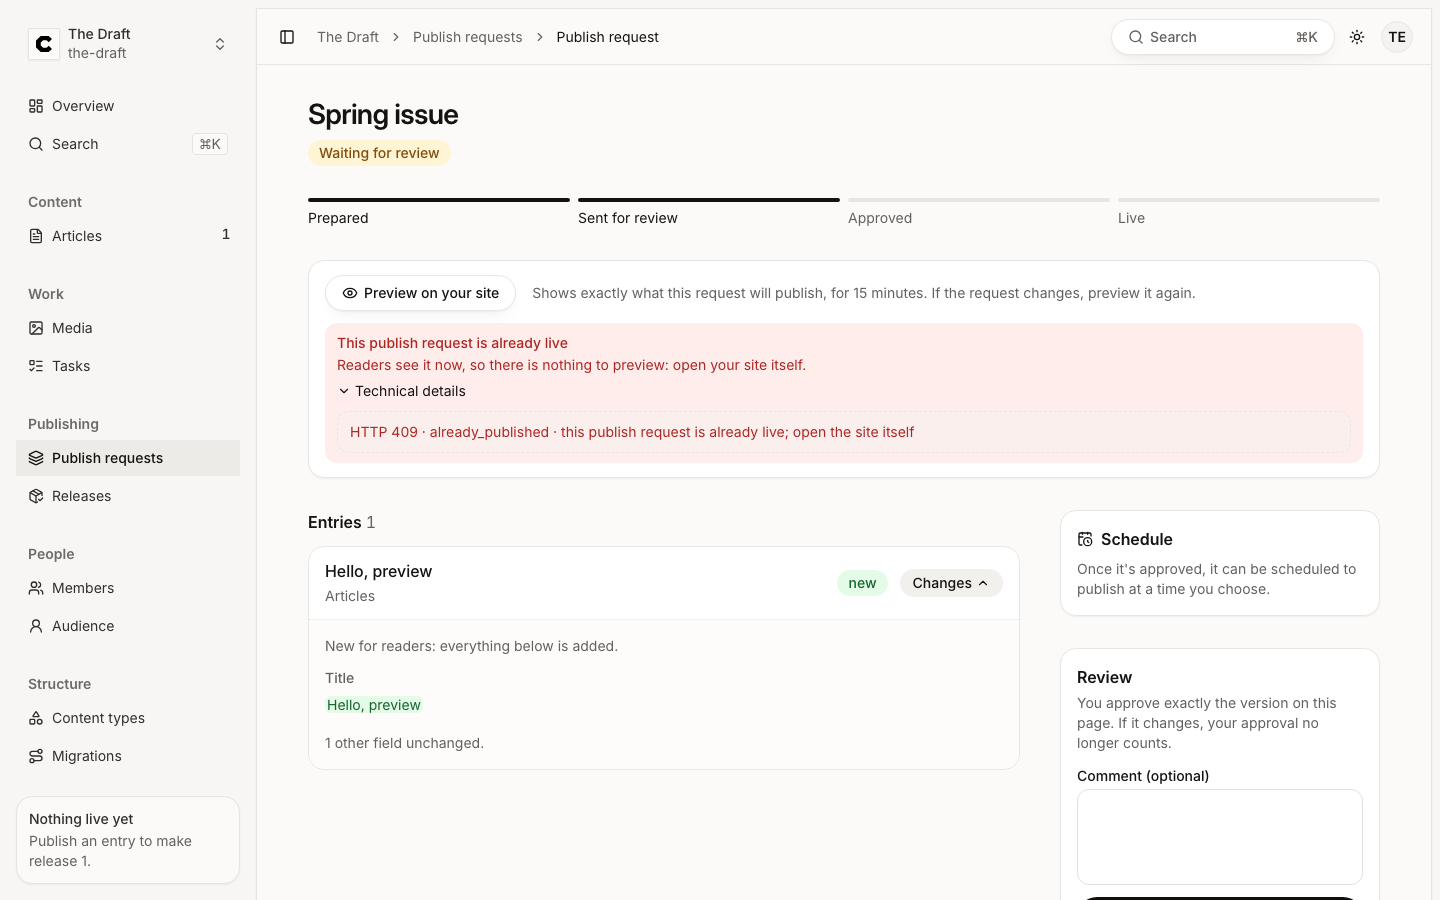 The Draft
the-draft
Overview
Search ⌘K
Content
Articles 1
Work
Media
Tasks
Publishing
Publish requests
Releases
People
Members
Audience
Structure
Content types
Migrations
Nothing live yet
Publish an entry to make
release 1.
The Draft > Publish requests > Publish request
Search ⌘K
TE
Spring issue
Waiting for review
Prepared
Sent for review
Approved
Live
Preview on your site
Shows exactly what this request will publish, for 15 minutes. If the request changes, preview it again.
This publish request is already live
Readers see it now, so there is nothing to preview: open your site itself.
Technical details
HTTP 409 · already_published · this publish request is already live; open the site itself
Entries 1
Hello, preview
Articles
new
Changes
New for readers: everything below is added.
Title
Hello, preview
1 other field unchanged.
Schedule
Once it's approved, it can be scheduled to
publish at a time you choose.
Review
You approve exactly the version on this
page. If it changes, your approval no
longer counts.
Comment (optional)